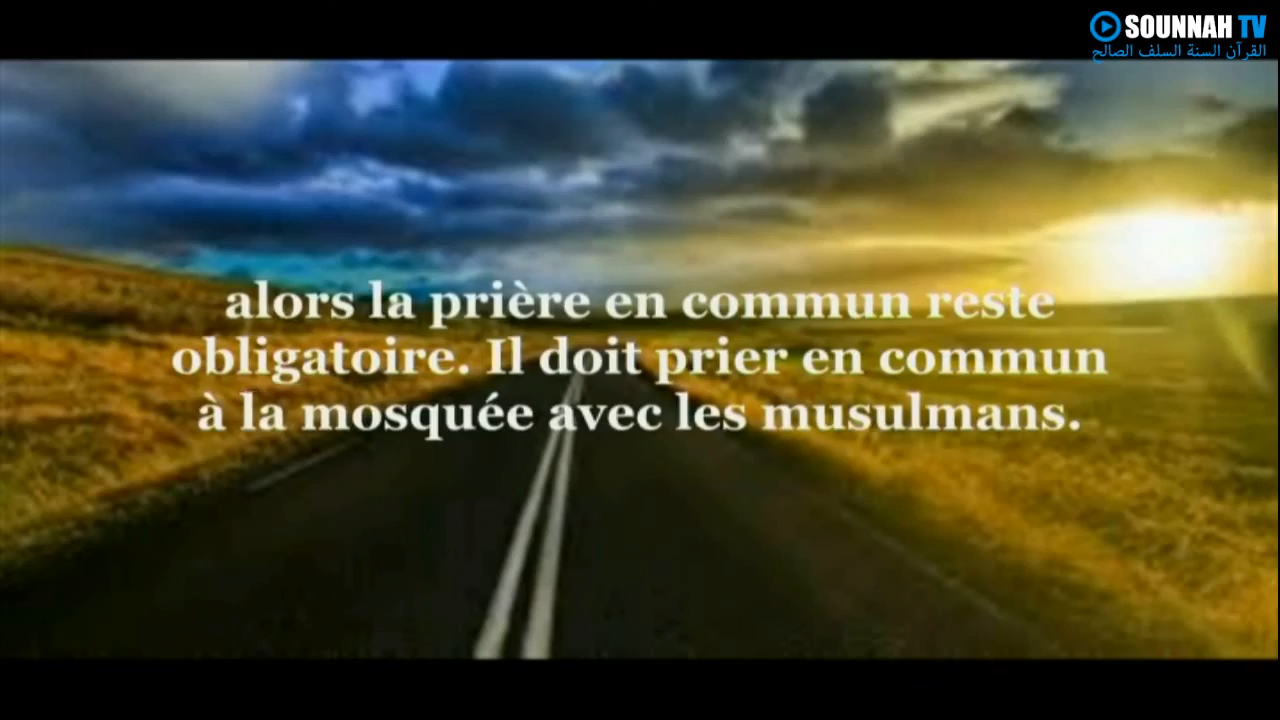 SOUNNAH TV
القرآن السنة السلف الصالح
alors la prière en commun reste
obligatoire. Il doit prier en commun
à la mosquée avec les musulmans.